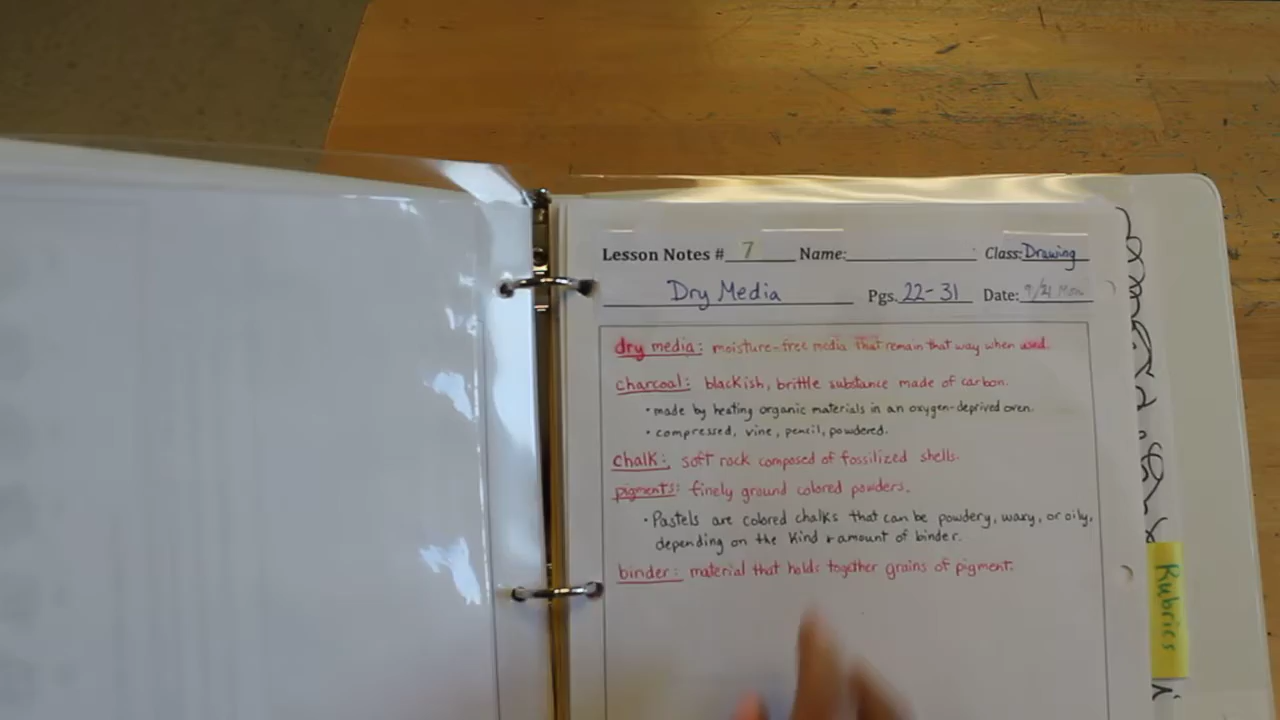 Lesson Notes # 7 Name: Class: Drawing
Dry Media Pgs. 22-31 Date: 9/21 Mon
dry media: moisture-free media that remain that way when used.
charcoal: blackish, brittle substance made of carbon.
• made by heating organic materials in an oxygen-deprived oven.
• compressed, vine, pencil, powdered.
chalk: soft rock composed of fossilized shells.
pigments: finely ground colored powders.
• Pastels are colored chalks that can be powdery, waxy, or oily,
depending on the kind & amount of binder.
binder: material that holds together grains of pigment.
Rubrics